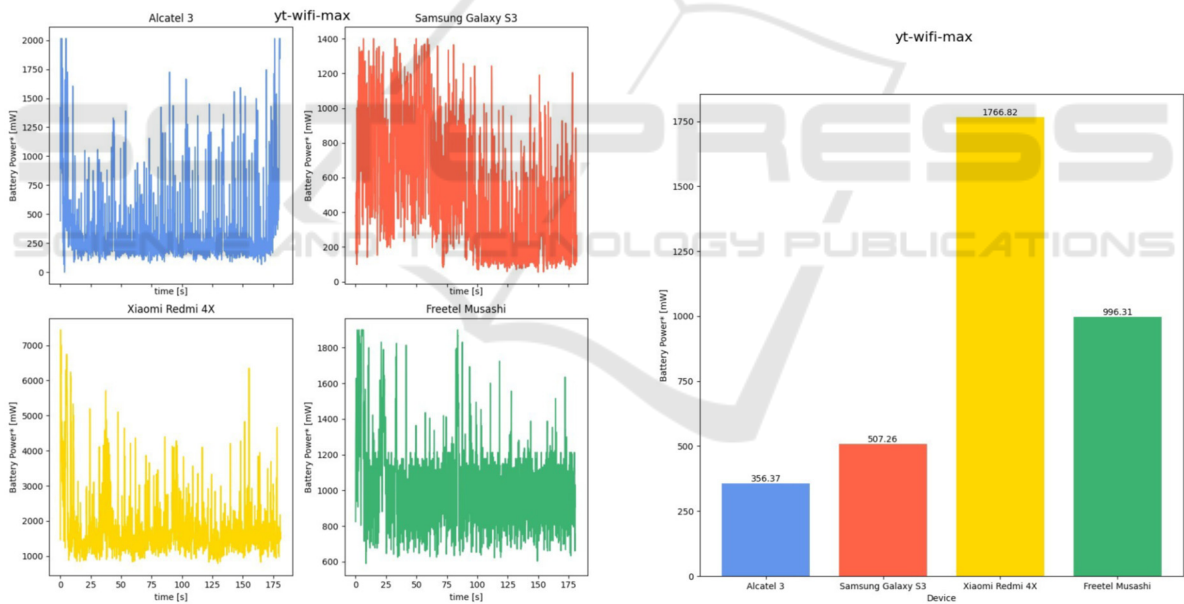 yt-wifi-max
Alcatel 3
Samsung Galaxy S3
Battery Power* [mW]
2000
1750
1500
1250
1000
750
500
250
0
time [s]
Battery Power* [mW]
1400
1200
1000
800
600
400
200
0
time [s]
Xiaomi Redmi 4X
Freetel Musashi
Battery Power* [mW]
7000
6000
5000
4000
3000
2000
1000
0 25 50 75 100 125 150 175
time [s]
Battery Power* [mW]
1800
1600
1400
1200
1000
800
600
0 25 50 75 100 125 150 175
time [s]
yt-wifi-max
Battery Power* [mW]
1750
1500
1250
1000
750
500
250
0
356.37
507.26
1766.82
996.31
Alcatel 3 Samsung Galaxy S3 Xiaomi Redmi 4X Freetel Musashi
Device
SCITEPRESS
SCIENCE AND TECHNOLOGY PUBLICATIONS